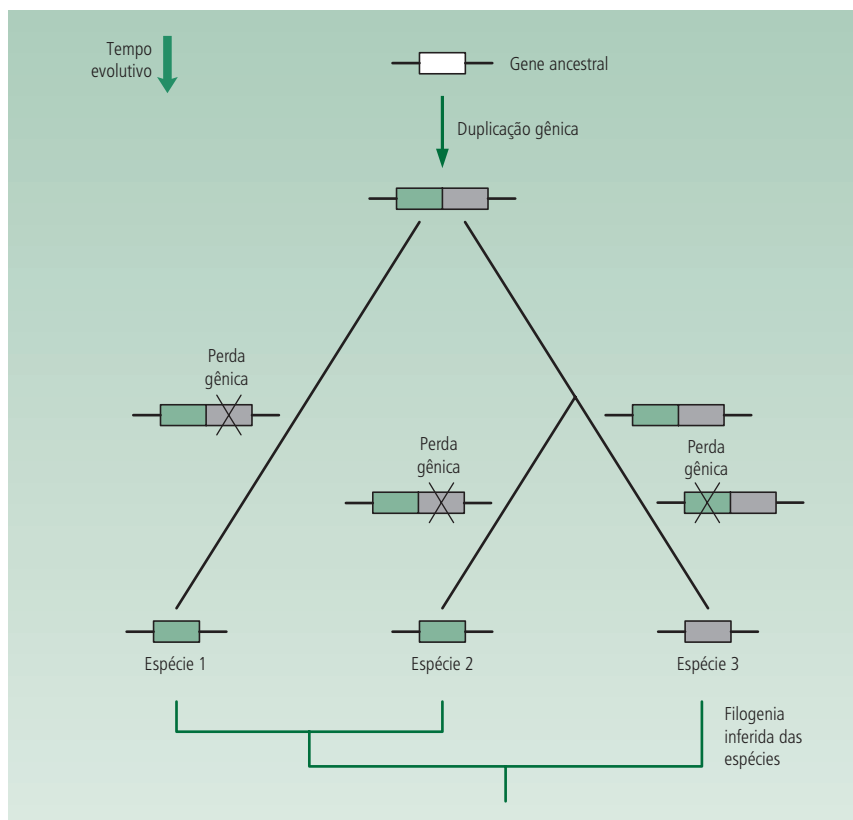 Tempo
evolutivo
Gene ancestral
Duplicação gênica
Perda
gênica
Perda
gênica
Perda
gênica
Espécie 1
Espécie 2
Espécie 3
Filogenia
inferida das
espécies